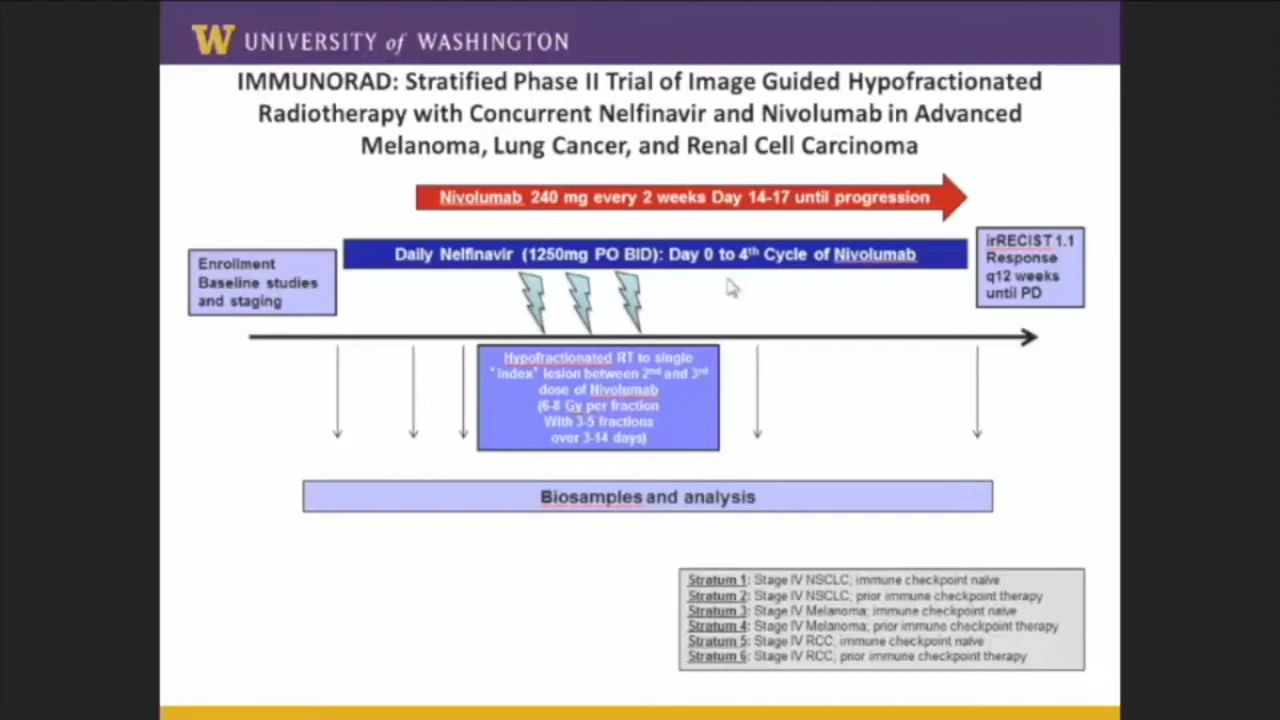 W UNIVERSITY of WASHINGTON
IMMUNORAD: Stratified Phase II Trial of Image Guided Hypofractionated
Radiotherapy with Concurrent Nelfinavir and Nivolumab in Advanced
Melanoma, Lung Cancer, and Renal Cell Carcinoma
Nivolumab 240 mg every 2 weeks Day 14-17 until progression
Daily Nelfinavir (1250mg PO BID): Day 0 to 4th Cycle of Nivolumab
irRECIST 1.1
Response
q12 weeks
until PD
Enrollment
Baseline studies
and staging
Hypofractionated RT to single
"Index" lesion between 2nd and 3rd
dose of Nivolumab
(6-8 Gy per fraction
With 3-5 fractions
over 3-14 days)
Biosamples and analysis
Stratum 1: Stage IV NSCLC; immune checkpoint naïve
Stratum 2: Stage IV NSCLC; prior immune checkpoint therapy
Stratum 3: Stage IV Melanoma; immune checkpoint naïve
Stratum 4: Stage IV Melanoma; prior immune checkpoint therapy
Stratum 5: Stage IV RCC, immune checkpoint naïve
Stratum 6: Stage IV RCC, prior immune checkpoint therapy